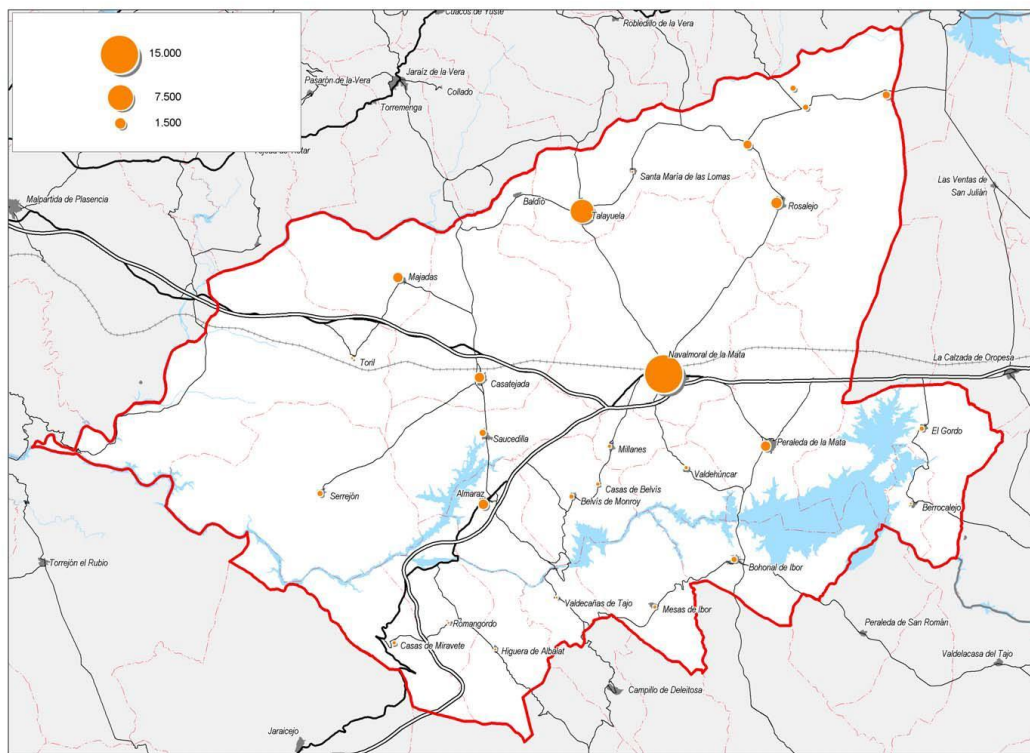 Cuacos de Yuste
Robledillo de la Vera
15.000
7.500
1.500
Pasarón de la Vera
Jaraíz de la Vera
Collado
Torremenga
Malpartida de Plasencia
Santa María de las Lomas
Las Ventas de
San Julián
Baldío
Talayuela
Rosalejo
Majadas
Toril
Navalmoral de la Mata
La Calzada de Oropesa
Casatejada
Saucedilla
Millanes
Peraleda de la Mata
El Gordo
Valdehúncar
Serrejón
Almaraz
Casas de Belvís
Belvís de Monroy
Berrocalejo
Torrejón el Rubio
Bohonal de Ibor
Valdecañas de Tajo
Mesas de Ibor
Romangordo
Casas de Miravete
Higuera de Albalat
Peraleda de San Román
Valdelacasa del Tajo
Campillo de Deleitosa
Jaraicejo